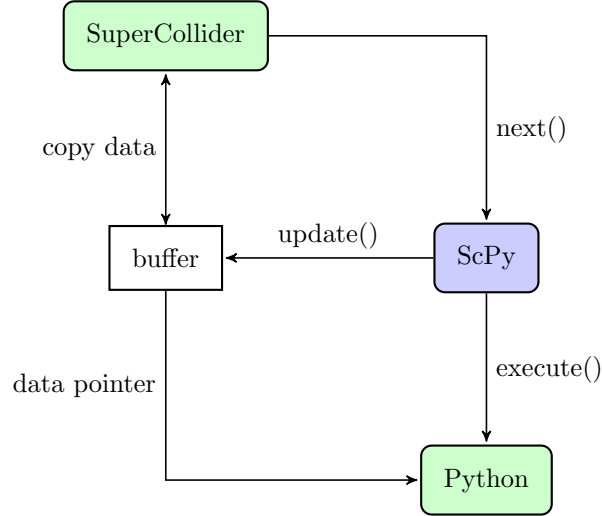 SuperCollider
next()
copy data
update()
buffer
ScPy
data pointer
execute()
Python